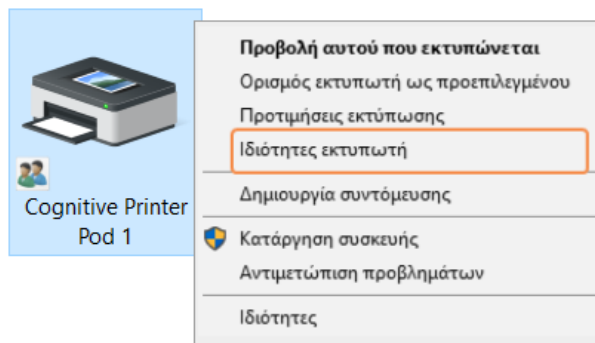 Προβολή αυτού που εκτυπώνεται
Ορισμός εκτυπωτή ως προεπιλεγμένου
Προτιμήσεις εκτύπωσης
Ιδιότητες εκτυπωτή
Δημιουργία συντόμευσης
Κατάργηση συσκευής
Αντιμετώπιση προβλημάτων
Ιδιότητες
Cognitive Printer
Pod 1